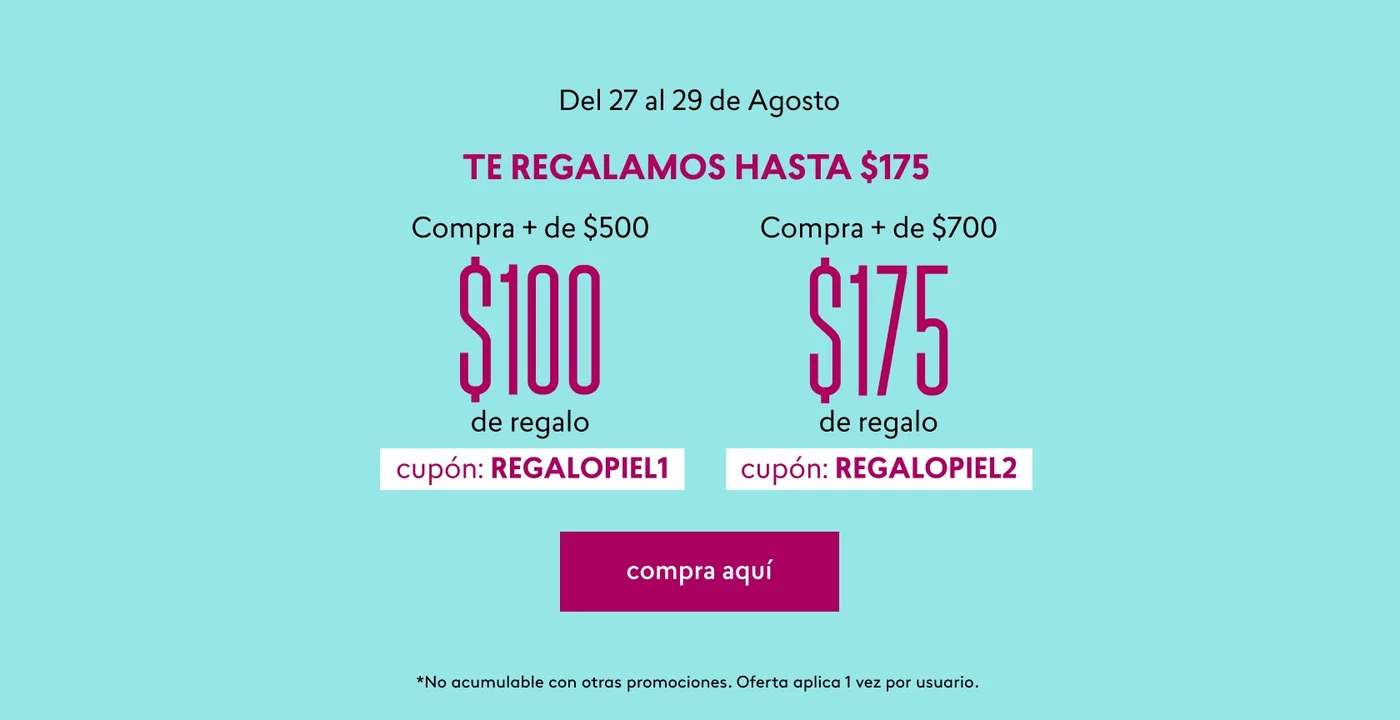 Del 27 al 29 de Agosto
TE REGALAMOS HASTA $175
Compra + de $500
$100
de regalo
cupón: REGALOPIEL1
Compra + de $700
$175
de regalo
cupón: REGALOPIEL2
compra aquí
*No acumulable con otras promociones. Oferta aplica 1 vez por usuario.